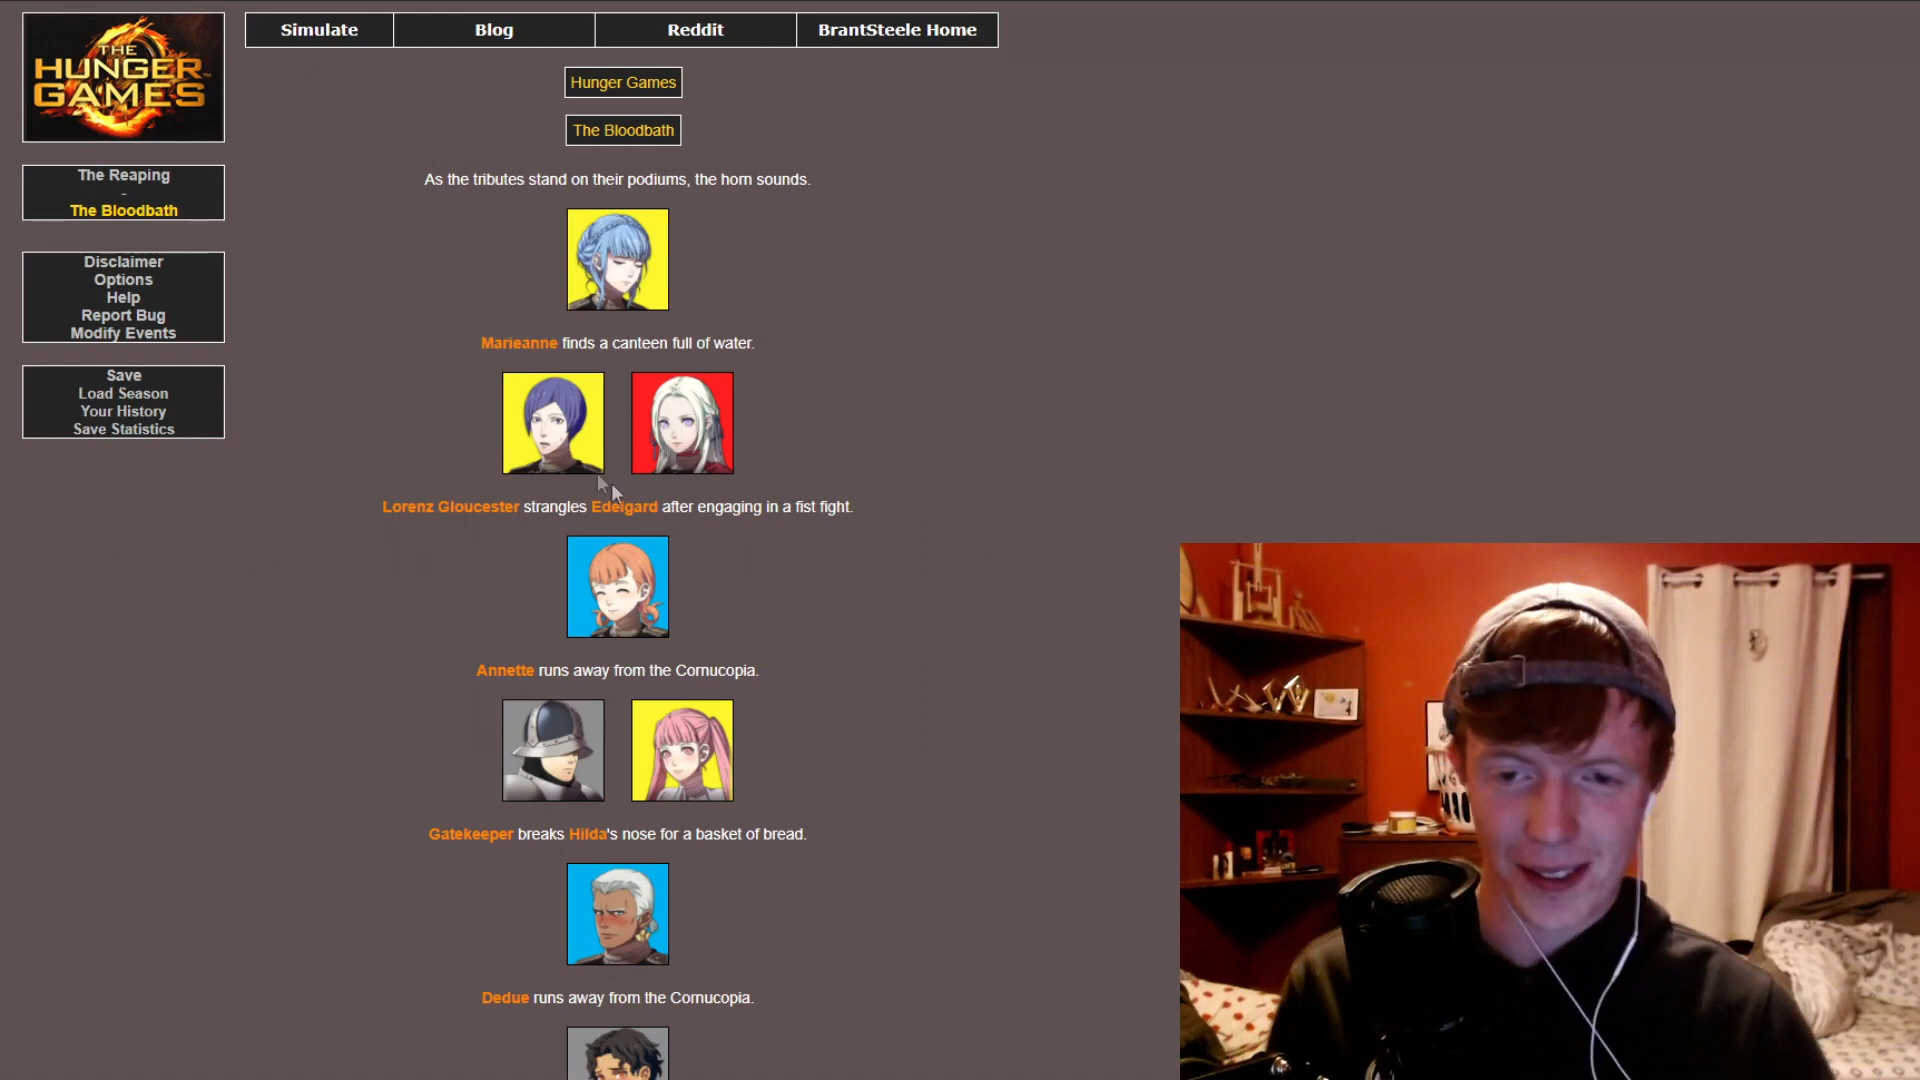 THE
HUNGER
GAMES
Simulate
Blog
Reddit
BrantSteele Home
The Reaping
-
The Bloodbath
Disclaimer
Options
Help
Report Bug
Modify Events
Save
Load Season
Your History
Save Statistics
Hunger Games
The Bloodbath
As the tributes stand on their podiums, the horn sounds.
Marieanne finds a canteen full of water.
Lorenz Gloucester strangles Edelgard after engaging in a fist fight.
Annette runs away from the Cornucopia.
Gatekeeper breaks Hilda's nose for a basket of bread.
Dedue runs away from the Cornucopia.